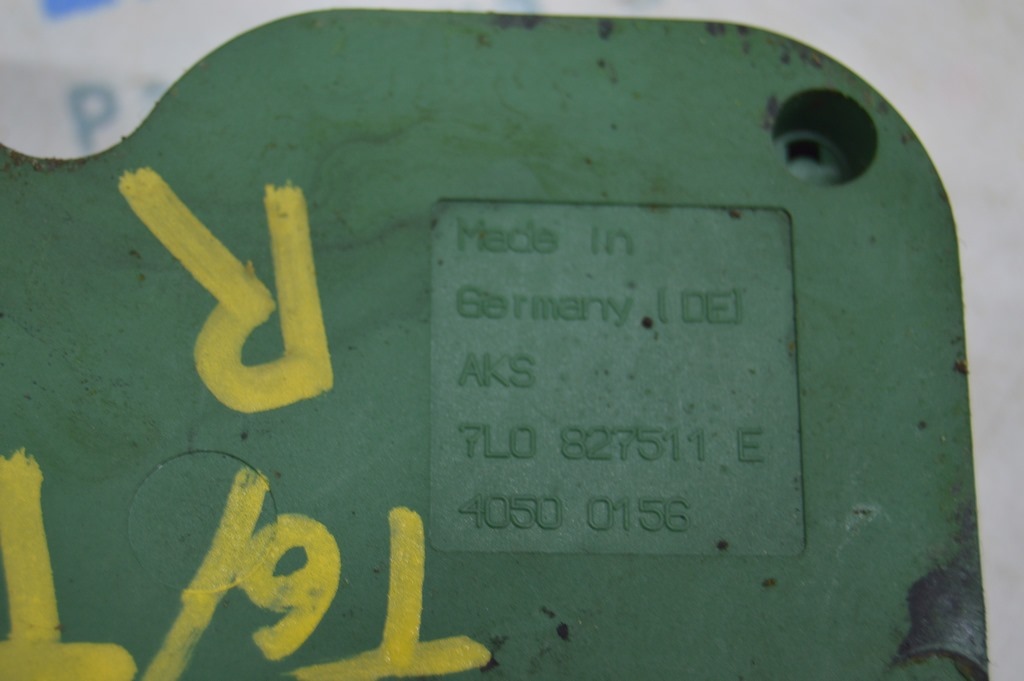 Made In
Germany (DE)
AKS
7L0 827511 E
4050 0156
R